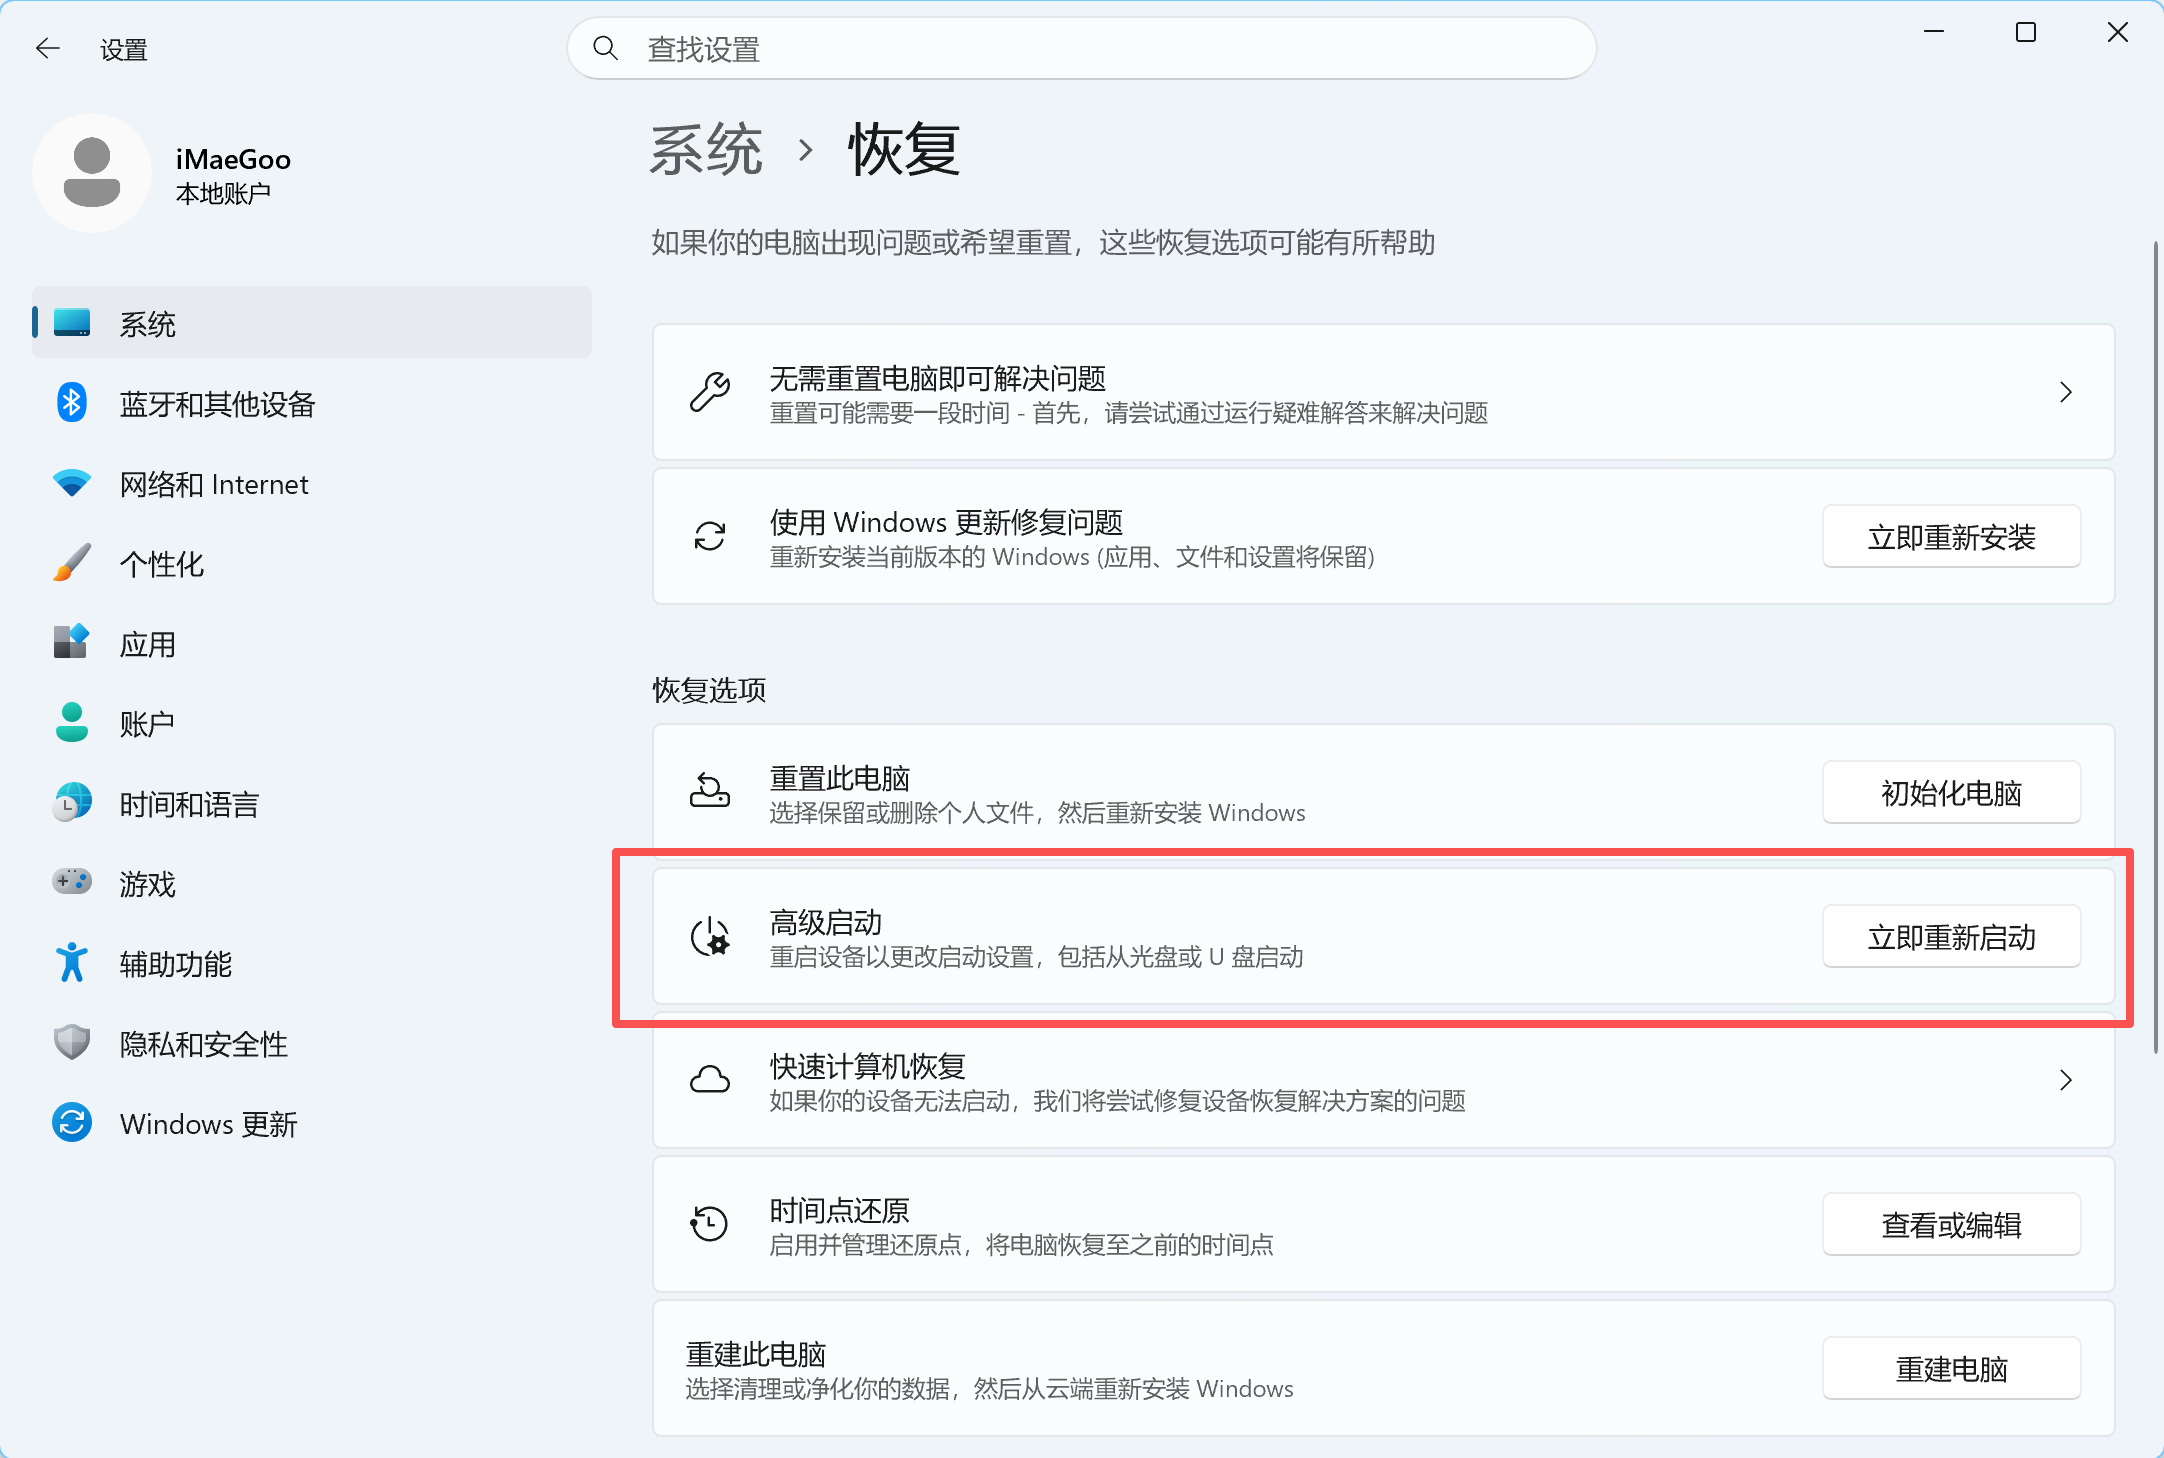 设置
查找设置
iMaeGoo
本地账户
系统
蓝牙和其他设备
网络和 Internet
个性化
应用
账户
时间和语言
游戏
辅助功能
隐私和安全性
Windows 更新
系统 › 恢复
如果你的电脑出现问题或希望重置，这些恢复选项可能有所帮助
无需重置电脑即可解决问题
重置可能需要一段时间 - 首先，请尝试通过运行疑难解答来解决问题
使用 Windows 更新修复问题
重新安装当前版本的 Windows (应用、文件和设置将保留)
立即重新安装
恢复选项
重置此电脑
选择保留或删除个人文件，然后重新安装 Windows
初始化电脑
高级启动
重启设备以更改启动设置，包括从光盘或 U 盘启动
立即重新启动
快速计算机恢复
如果你的设备无法启动，我们将尝试修复设备恢复解决方案的问题
时间点还原
启用并管理还原点，将电脑恢复至之前的时间点
查看或编辑
重建此电脑
选择清理或净化你的数据，然后从云端重新安装 Windows
重建电脑